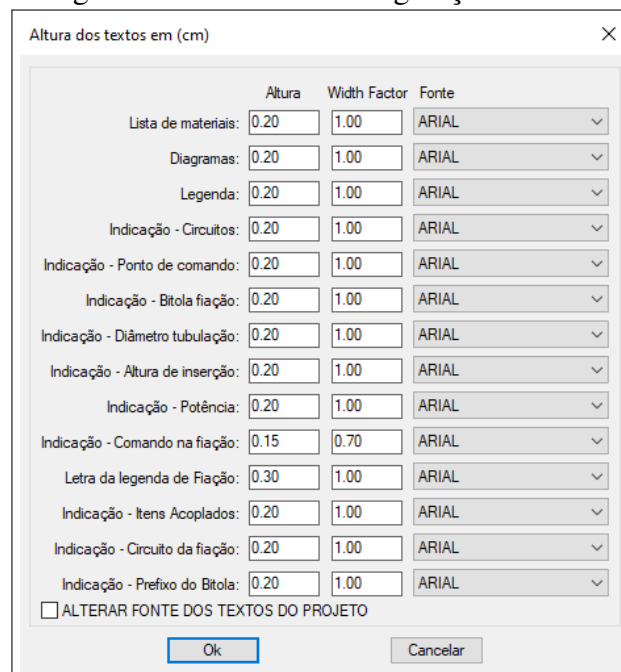 Altura dos textos em (cm)
Altura Width Factor Fonte
Lista de materiais: 0.20 1.00 ARIAL
Diagramas: 0.20 1.00 ARIAL
Legenda: 0.20 1.00 ARIAL
Indicação - Circuitos: 0.20 1.00 ARIAL
Indicação - Ponto de comando: 0.20 1.00 ARIAL
Indicação - Bitola fiação: 0.20 1.00 ARIAL
Indicação - Diâmetro tubulação: 0.20 1.00 ARIAL
Indicação - Altura de inserção: 0.20 1.00 ARIAL
Indicação - Potência: 0.20 1.00 ARIAL
Indicação - Comando na fiação: 0.15 0.70 ARIAL
Letra da legenda de Fiação: 0.30 1.00 ARIAL
Indicação - Itens Acoplados: 0.20 1.00 ARIAL
Indicação - Circuito da fiação: 0.20 1.00 ARIAL
Indicação - Prefixo do Bitola: 0.20 1.00 ARIAL
ALTERAR FONTE DOS TEXTOS DO PROJETO
Ok Cancelar